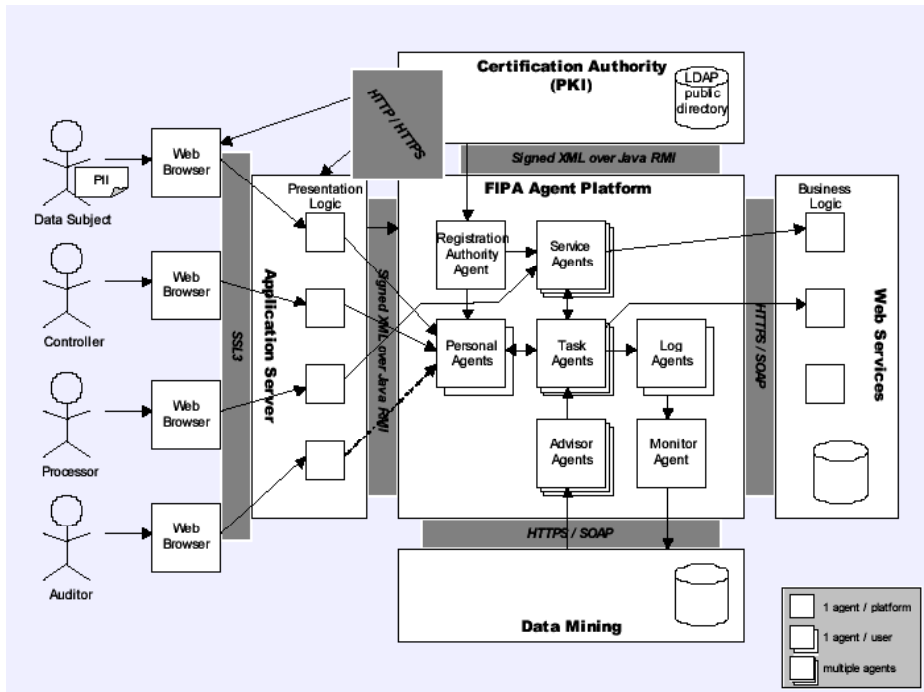 Certification Authority
(PKI)
LDAP
public
directory
HTTP / HTTPS
Signed XML over Java RMI
Web
Browser
PII
Data Subject
Presentation
Logic
FIPA Agent Platform
Business
Logic
Registration
Authority
Agent
Service
Agents
Web
Browser
Controller
SSL3
Application Server
Signed XML over Java RMI
Personal
Agents
Task
Agents
Log
Agents
HTTPS / SOAP
Web Services
Web
Browser
Processor
Advisor
Agents
Monitor
Agent
Web
Browser
Auditor
HTTPS / SOAP
Data Mining
1 agent / platform
1 agent / user
multiple agents